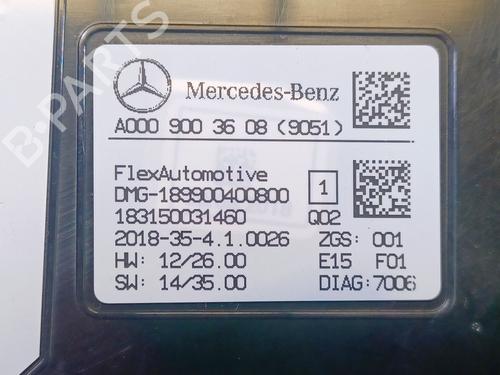 Mercedes-Benz
A000 900 36 08 (9051)
FlexAutomotive
DMG-189900400800
1
183150031460
Q02
2018-35-4.1.0026
ZGS: 001
HW: 12/26.00
E15 F01
SW: 14/35.00
DIAG:7006
B-PARTS